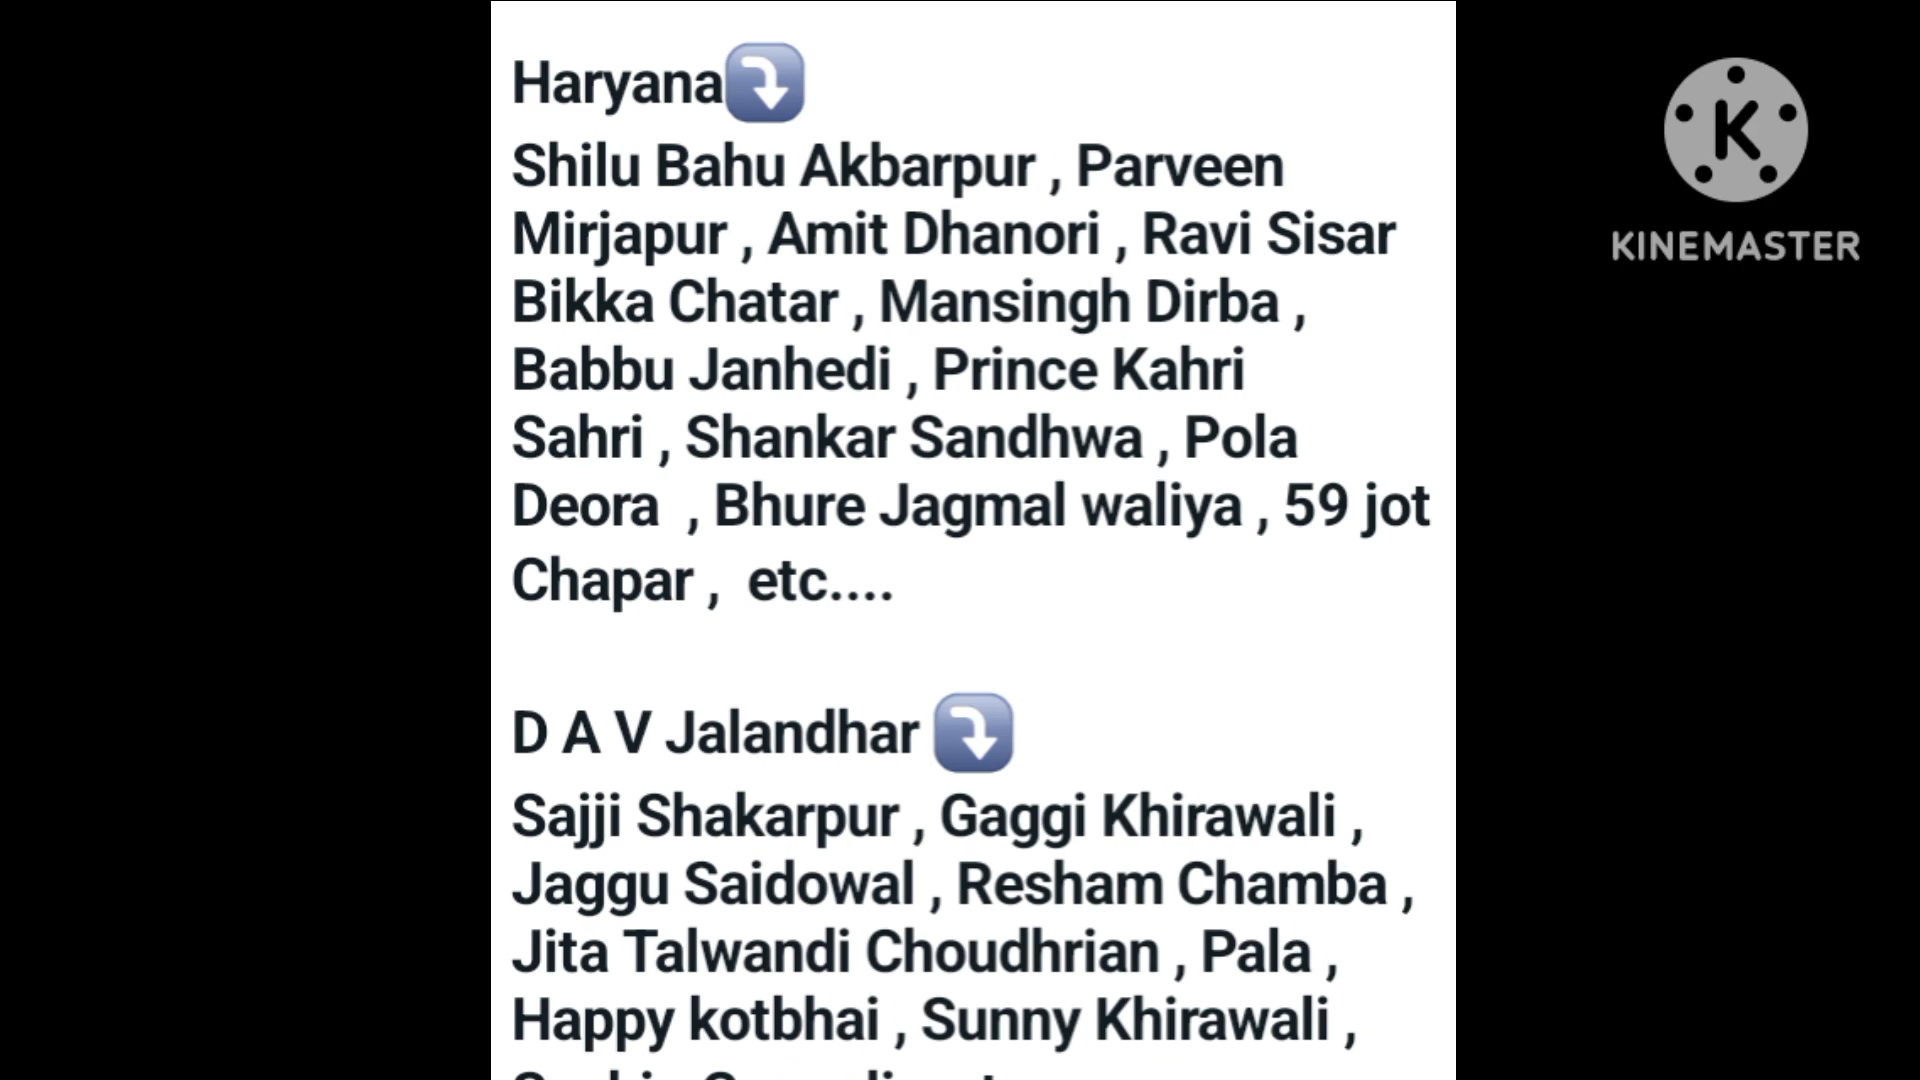 Haryana⤵️
Shilu Bahu Akbarpur , Parveen
Mirjapur , Amit Dhanori , Ravi Sisar
Bikka Chatar , Mansingh Dirba ,
Babbu Janhedi , Prince Kahri
Sahri , Shankar Sandhwa , Pola
Deora  , Bhure Jagmal waliya , 59 jot
Chapar ,  etc....
D A V Jalandhar ⤵️
Sajji Shakarpur , Gaggi Khirawali ,
Jaggu Saidowal , Resham Chamba ,
Jita Talwandi Choudhrian , Pala ,
Happy kotbhai , Sunny Khirawali ,
KINEMASTER